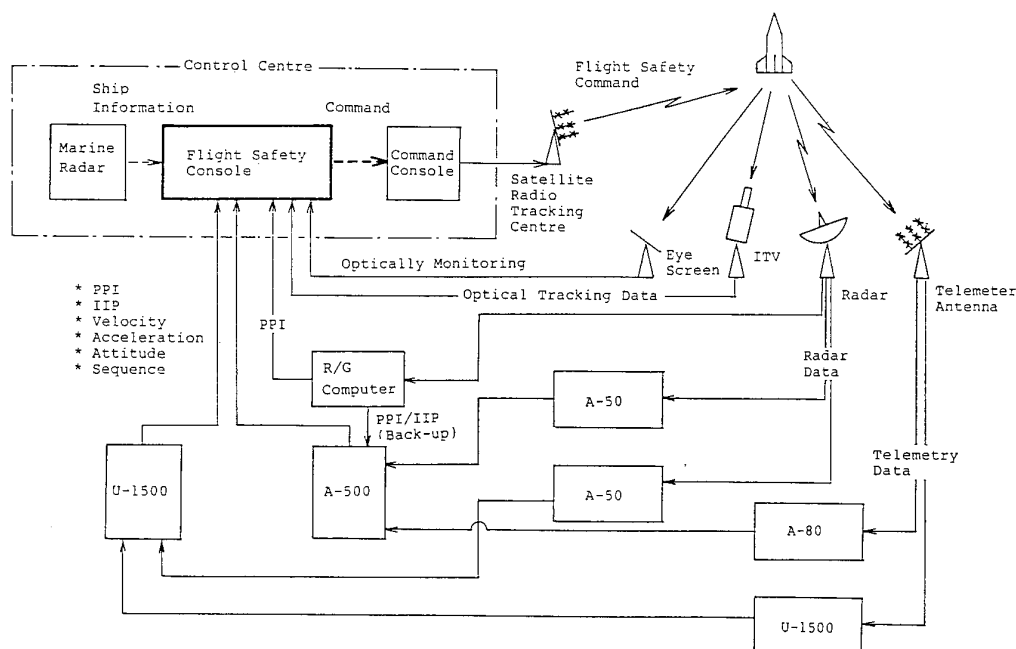 Control Centre
Ship
Information
Command
Marine
Radar
Flight Safety
Console
Command
Console
Flight Safety
Command
Satellite
Radio
Tracking
Centre
Optically Monitoring
Eye
Screen
ITV
Optical Tracking Data
Radar
Telemeter
Antenna
* PPI
* IIP
* Velocity
* Acceleration
* Attitude
* Sequence
PPI
R/G
Computer
Radar
Data
A-50
PPI/IIP
(Back-up)
U-1500
A-500
A-50
Telemetry
Data
A-80
U-1500